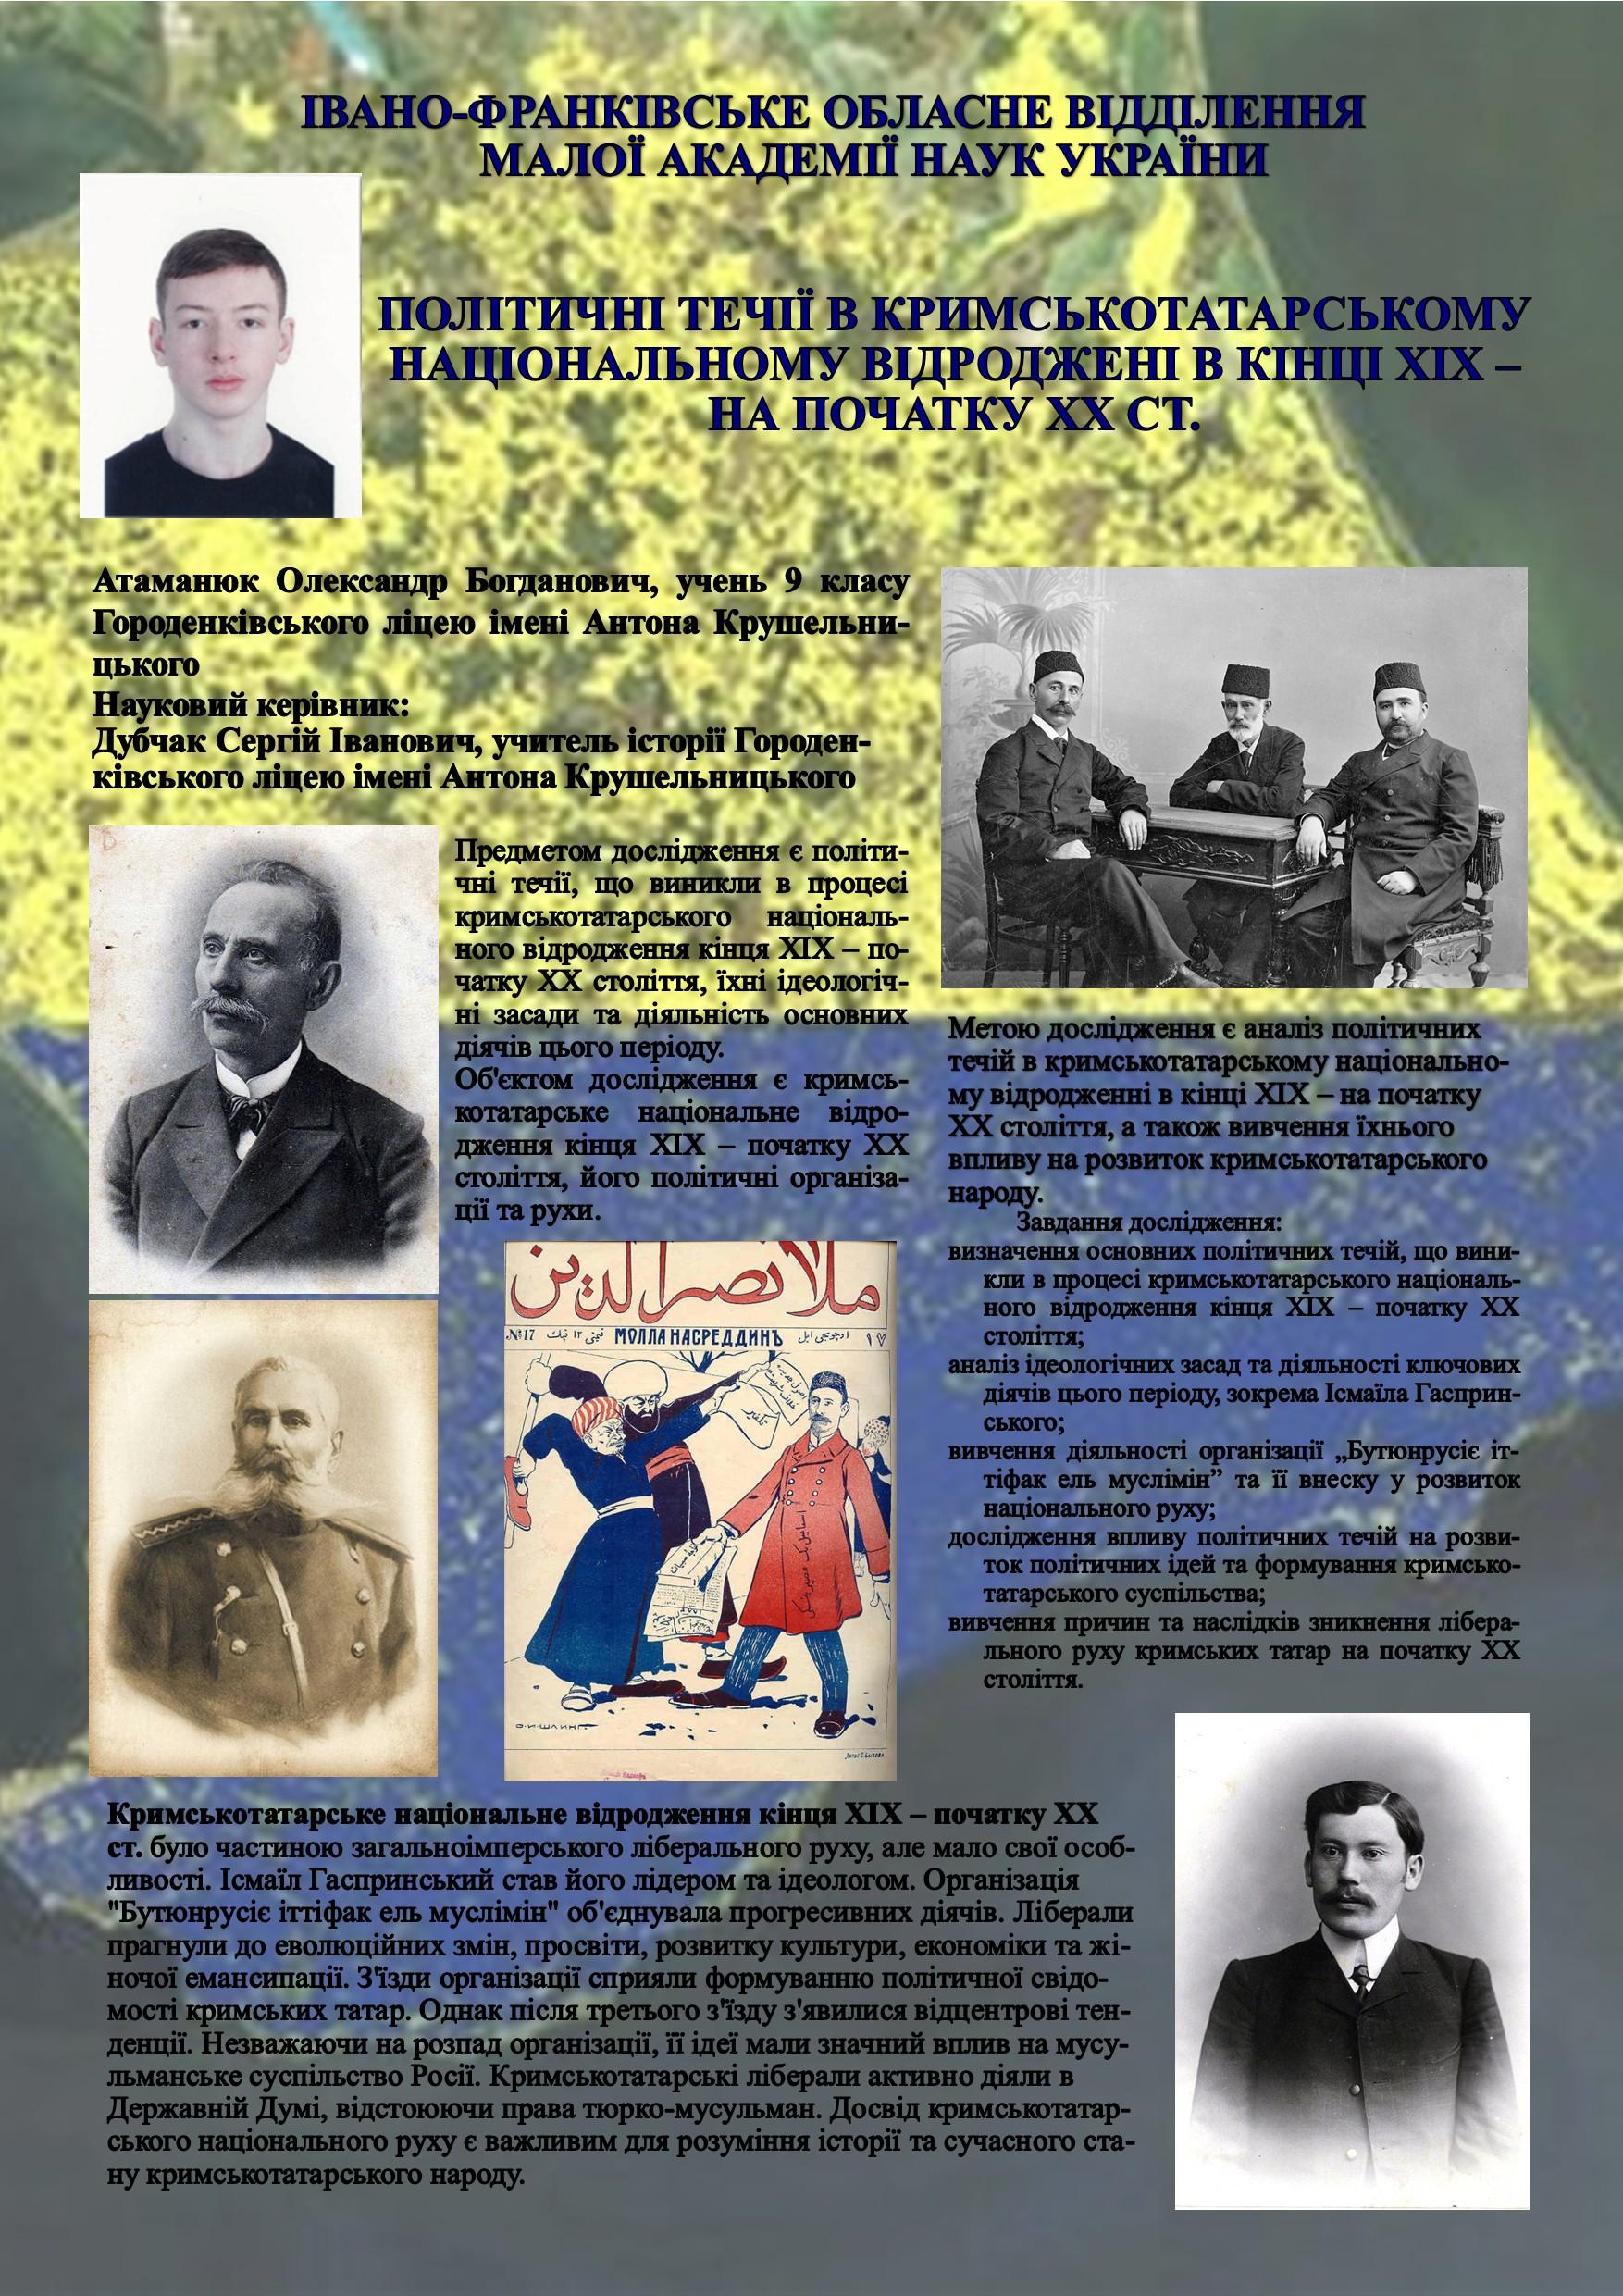 ІВАНО-ФРАНКІВСЬКЕ ОБЛАСНЕ ВІДДІЛЕННЯ
МАЛОЇ АКАДЕМІЇ НАУК УКРАЇНИ
ПОЛІТИЧНІ ТЕЧІЇ В КРИМСЬКОТАТАРСЬКОМУ
НАЦІОНАЛЬНОМУ ВІДРОДЖЕНІ В КІНЦІ ХІХ –
НА ПОЧАТКУ ХХ СТ.
Атаманюк Олександр Богданович, учень 9 класу
Городенківського ліцею імені Антона Крушельни-
цького
Науковий керівник:
Дубчак Сергій Іванович, учитель історії Городен-
ківського ліцею імені Антона Крушельницького
Предметом дослідження є політи-
чні течії, що виникли в процесі
кримськотатарського національ-
ного відродження кінця XIX – по-
чатку XX століття, їхні ідеологіч-
ні засади та діяльність основних
діячів цього періоду.
Об'єктом дослідження є кримсь-
котатарське національне відро-
дження кінця XIX – початку XX
століття, його політичні організа-
ції та рухи.
ملا نصرالدین
№17 قیمتی ۱۲ قپك МОЛЛА НАСРЕДДИНЪ اوچونجی ایل ۱۷
О.И.ШЛИНГ
Метою дослідження є аналіз політичних
течій в кримськотатарському національно-
му відродженні в кінці XIX – на початку
XX століття, а також вивчення їхнього
впливу на розвиток кримськотатарського
народу.
Завдання дослідження:
визначення основних політичних течій, що вини-
кли в процесі кримськотатарського національ-
ного відродження кінця XIX – початку XX
століття;
аналіз ідеологічних засад та діяльності ключових
діячів цього періоду, зокрема Ісмаїла Гасприн-
ського;
вивчення діяльності організації „Бутюнрусіє іт-
тіфак ель муслімін” та її внеску у розвиток
національного руху;
дослідження впливу політичних течій на розви-
ток політичних ідей та формування кримсько-
татарського суспільства;
вивчення причин та наслідків зникнення лібера-
льного руху кримських татар на початку XX
століття.
Кримськотатарське національне відродження кінця XIX – початку XX
ст. було частиною загальноімперського ліберального руху, але мало свої особ-
ливості. Ісмаїл Гаспринський став його лідером та ідеологом. Організація
"Бутюнрусіє іттіфак ель муслімін" об'єднувала прогресивних діячів. Ліберали
прагнули до еволюційних змін, просвіти, розвитку культури, економіки та жі-
ночої емансипації. З'їзди організації сприяли формуванню політичної свідо-
мості кримських татар. Однак після третього з'їзду з'явилися відцентрові тен-
денції. Незважаючи на розпад організації, її ідеї мали значний вплив на мусу-
льманське суспільство Росії. Кримськотатарські ліберали активно діяли в
Державній Думі, відстоюючи права тюрко-мусульман. Досвід кримськотатар-
ського національного руху є важливим для розуміння історії та сучасного ста-
ну кримськотатарського народу.